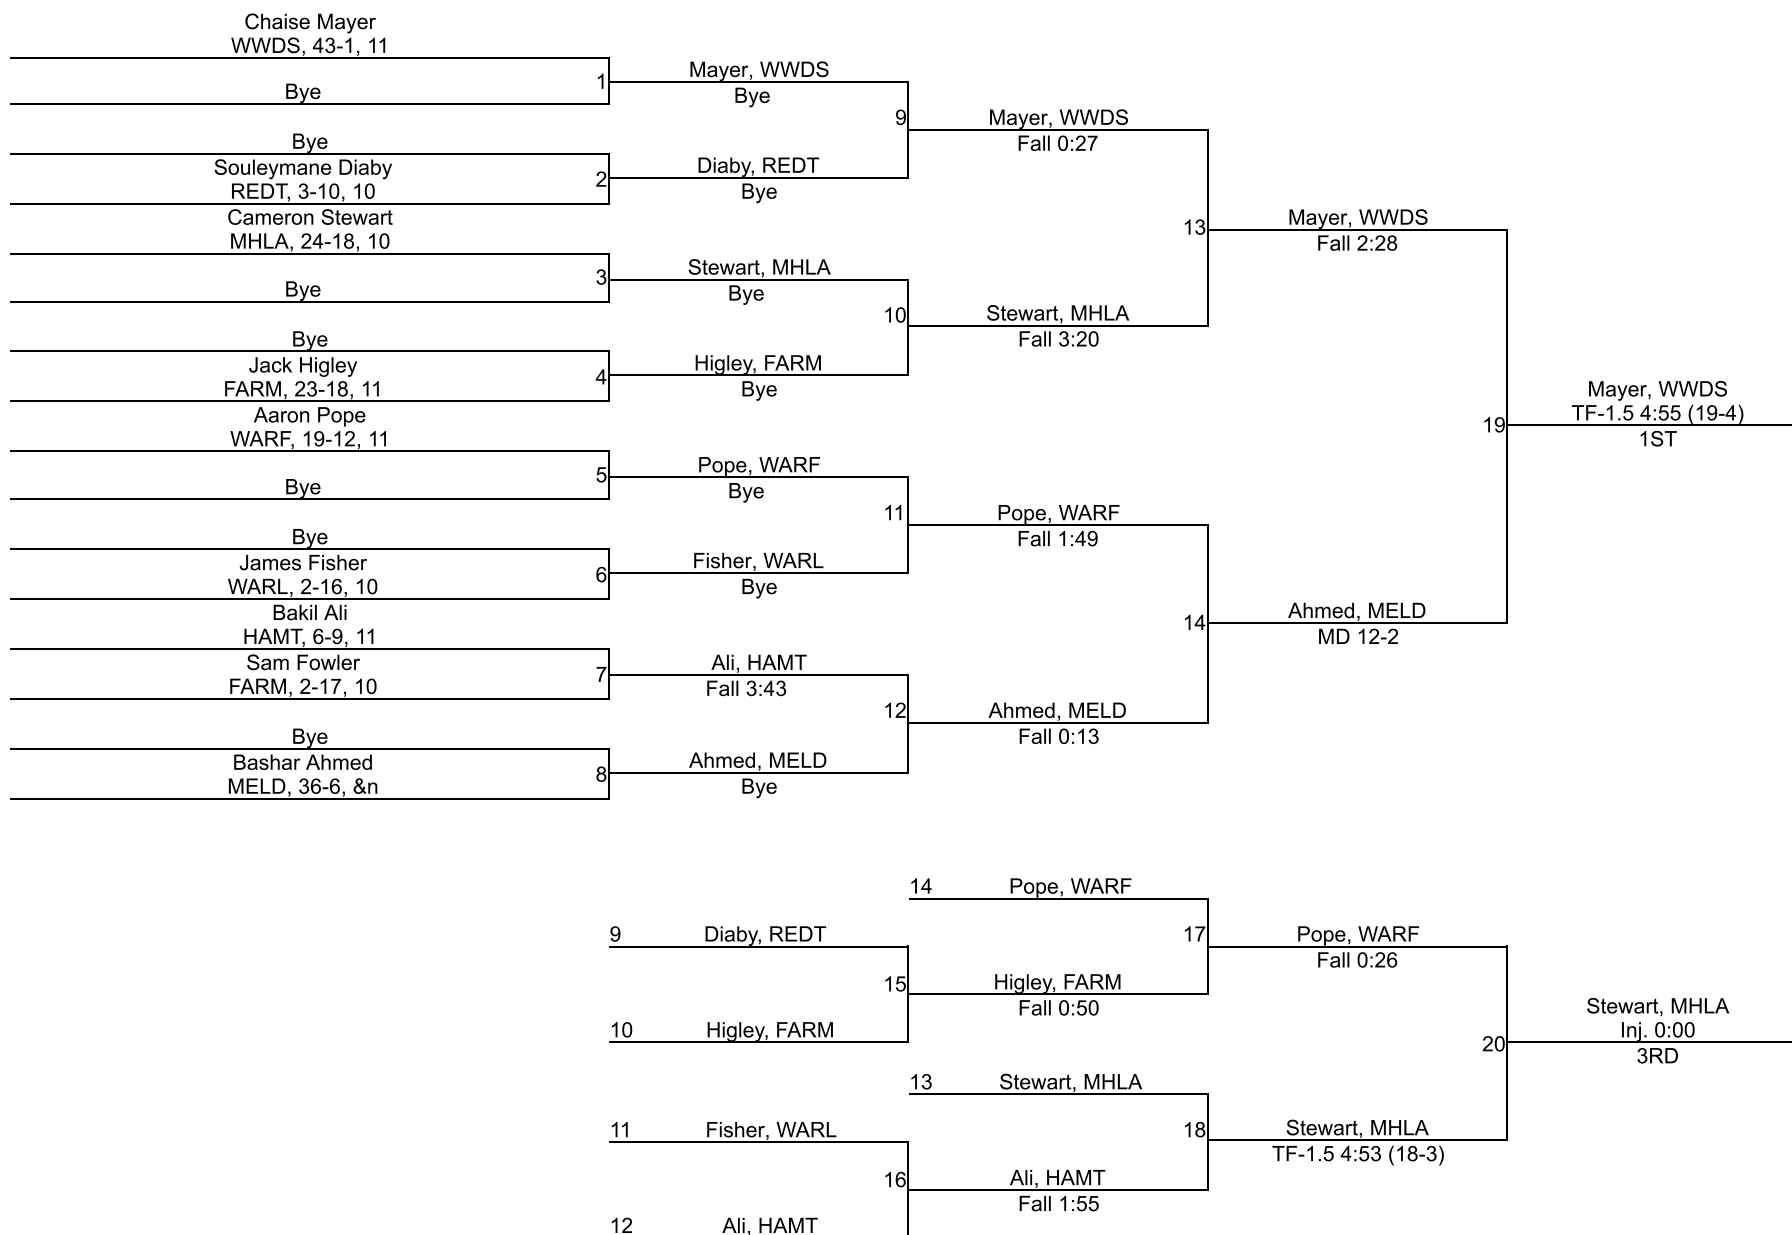 Chaise Mayer
WWDS, 43-1, 11
1
Bye
Mayer, WWDS
Bye
9
Bye
Souleymane Diaby
REDT, 3-10, 10
2
Diaby, REDT
Bye
Mayer, WWDS
Fall 0:27
13
Cameron Stewart
MHLA, 24-18, 10
3
Bye
Stewart, MHLA
Bye
10
Bye
Jack Higley
FARM, 23-18, 11
4
Higley, FARM
Bye
Stewart, MHLA
Fall 3:20
Mayer, WWDS
Fall 2:28
19
Aaron Pope
WARF, 19-12, 11
5
Bye
Pope, WARF
Bye
11
Bye
James Fisher
WARL, 2-16, 10
6
Fisher, WARL
Bye
Pope, WARF
Fall 1:49
14
Bakil Ali
HAMT, 6-9, 11
Sam Fowler
FARM, 2-17, 10
7
Ali, HAMT
Fall 3:43
12
Bye
Bashar Ahmed
MELD, 36-6, &n
8
Ahmed, MELD
Bye
Ahmed, MELD
Fall 0:13
Ahmed, MELD
MD 12-2
Mayer, WWDS
TF-1.5 4:55 (19-4)
1ST
14 Pope, WARF
9 Diaby, REDT
17
15
10 Higley, FARM
Higley, FARM
Fall 0:50
Pope, WARF
Fall 0:26
20
13 Stewart, MHLA
11 Fisher, WARL
18
16
12 Ali, HAMT
Ali, HAMT
Fall 1:55
Stewart, MHLA
TF-1.5 4:53 (18-3)
Stewart, MHLA
Inj. 0:00
3RD